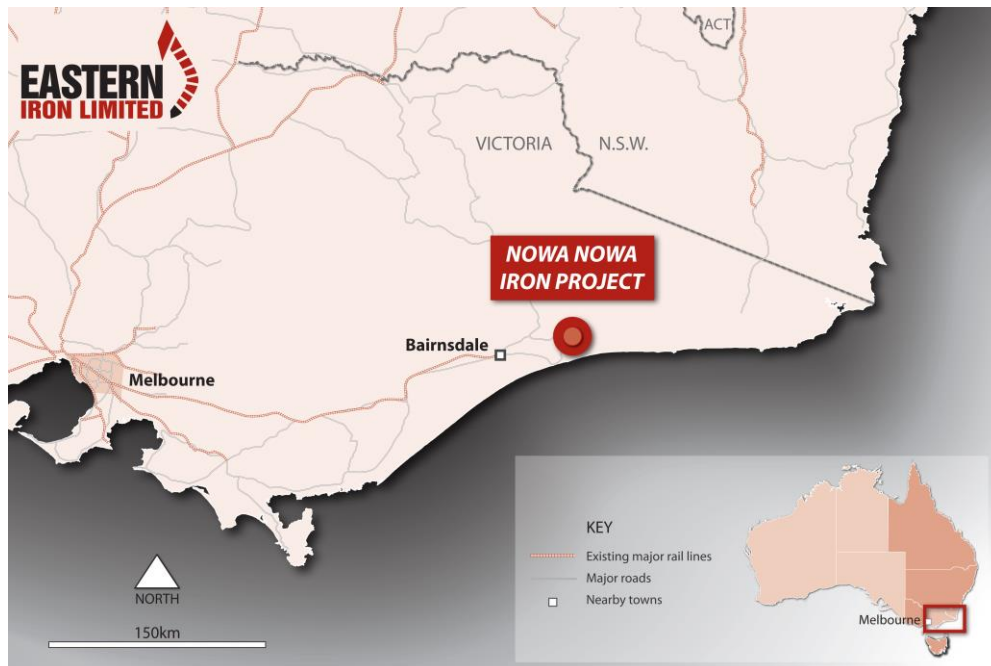 EASTERN
IRON LIMITED
ACT
VICTORIA
N.S.W.
NOWA NOWA
IRON PROJECT
Bairnsdale
Melbourne
KEY
Existing major rail lines
Major roads
Nearby towns
Melbourne
NORTH
150km